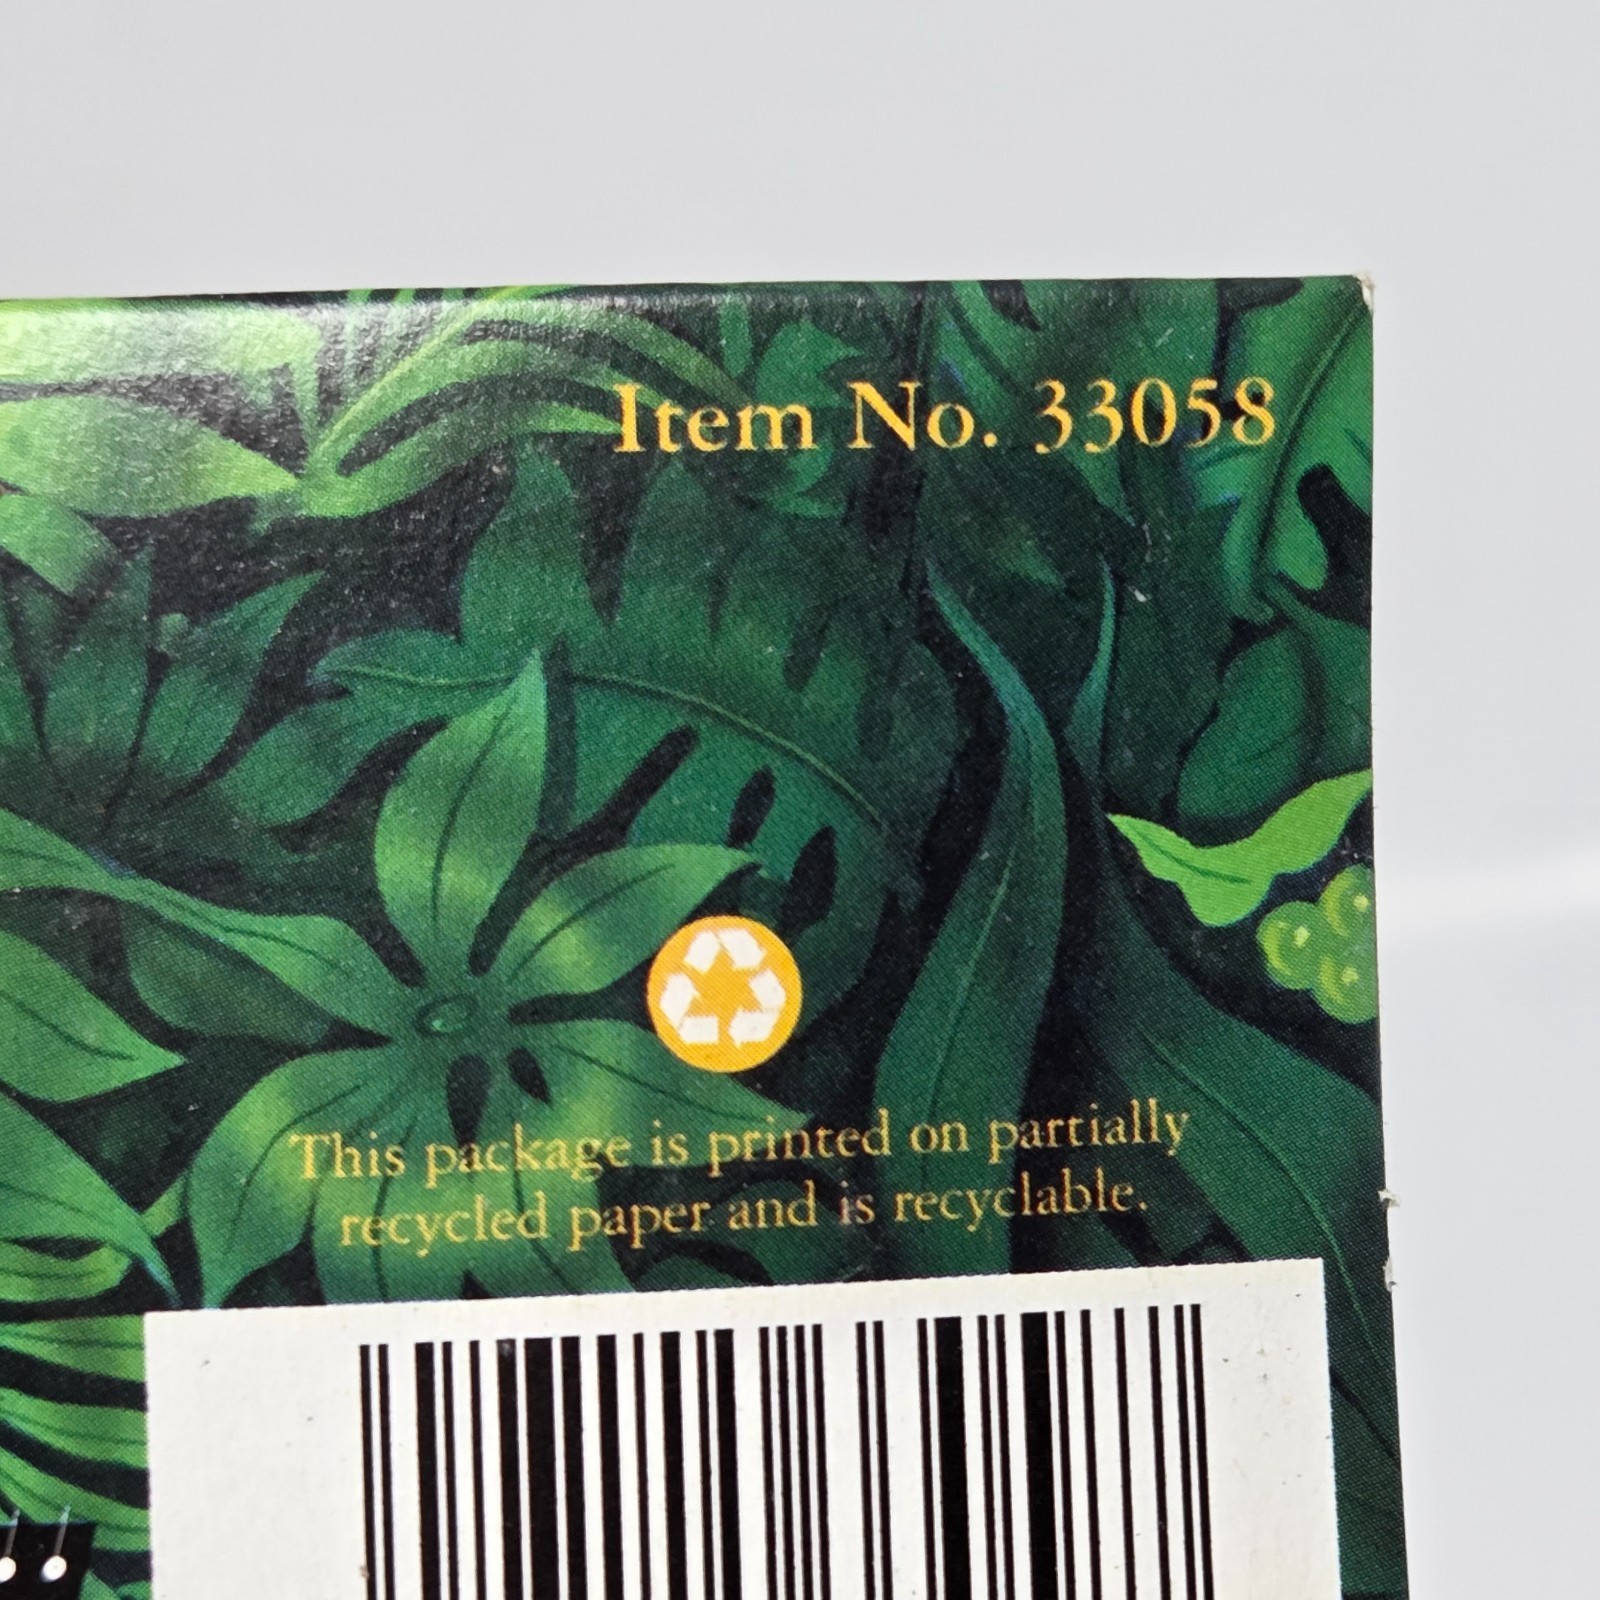 Item No. 33058
This package is printed on partially
recycled paper and is recyclable.